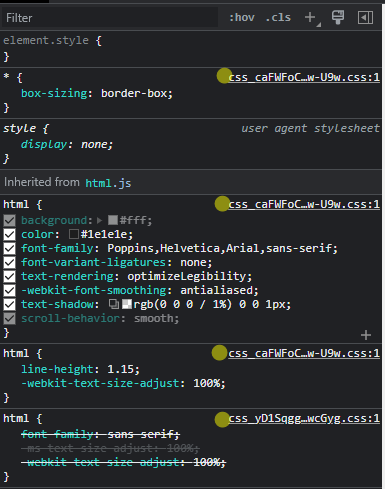 Filter :hov .cls
element.style {
}
* { css_caFWFoC…w-U9w.css:1
box-sizing: border-box;
}
style { user agent stylesheet
display: none;
}
Inherited from html.js
html { css_caFWFoC…w-U9w.css:1
background: #fff;
color: #1e1e1e;
font-family: Poppins,Helvetica,Arial,sans-serif;
font-variant-ligatures: none;
text-rendering: optimizeLegibility;
-webkit-font-smoothing: antialiased;
text-shadow: rgb(0 0 0 / 1%) 0 0 1px;
scroll-behavior: smooth;
}
html { css_caFWFoC…w-U9w.css:1
line-height: 1.15;
-webkit-text-size-adjust: 100%;
}
html { css_yD1Sqgg…wcGyg.css:1
font-family: sans-serif;
-ms-text-size-adjust: 100%;
-webkit-text-size-adjust: 100%;
}